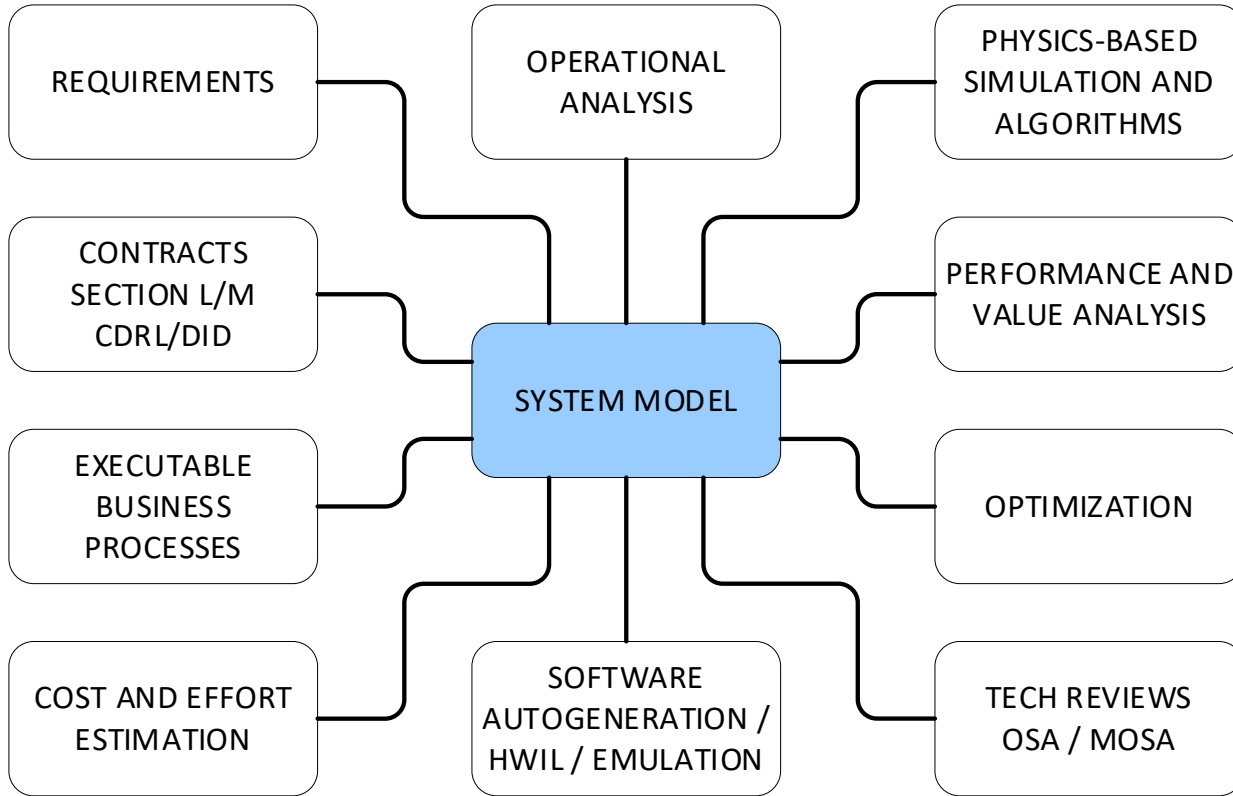 REQUIREMENTS
OPERATIONAL
ANALYSIS
PHYSICS-BASED
SIMULATION AND
ALGORITHMS
CONTRACTS
SECTION L/M
CDRL/DID
PERFORMANCE AND
VALUE ANALYSIS
SYSTEM MODEL
EXECUTABLE
BUSINESS
PROCESSES
OPTIMIZATION
COST AND EFFORT
ESTIMATION
SOFTWARE
AUTOGENERATION /
HWIL / EMULATION
TECH REVIEWS
OSA / MOSA